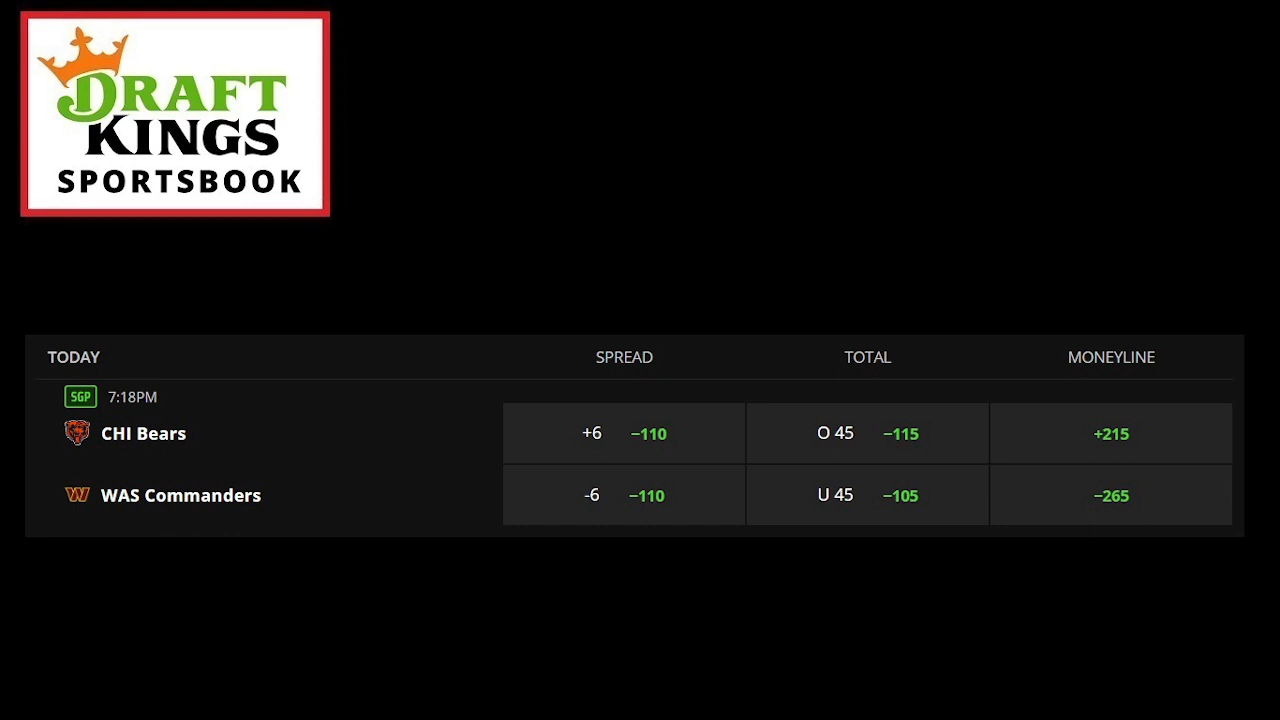 DRAFT
KINGS
SPORTSBOOK
TODAY SPREAD TOTAL MONEYLINE
SGP 7:18PM
CHI Bears +6 −110 O 45 −115 +215
WAS Commanders -6 −110 U 45 −105 −265